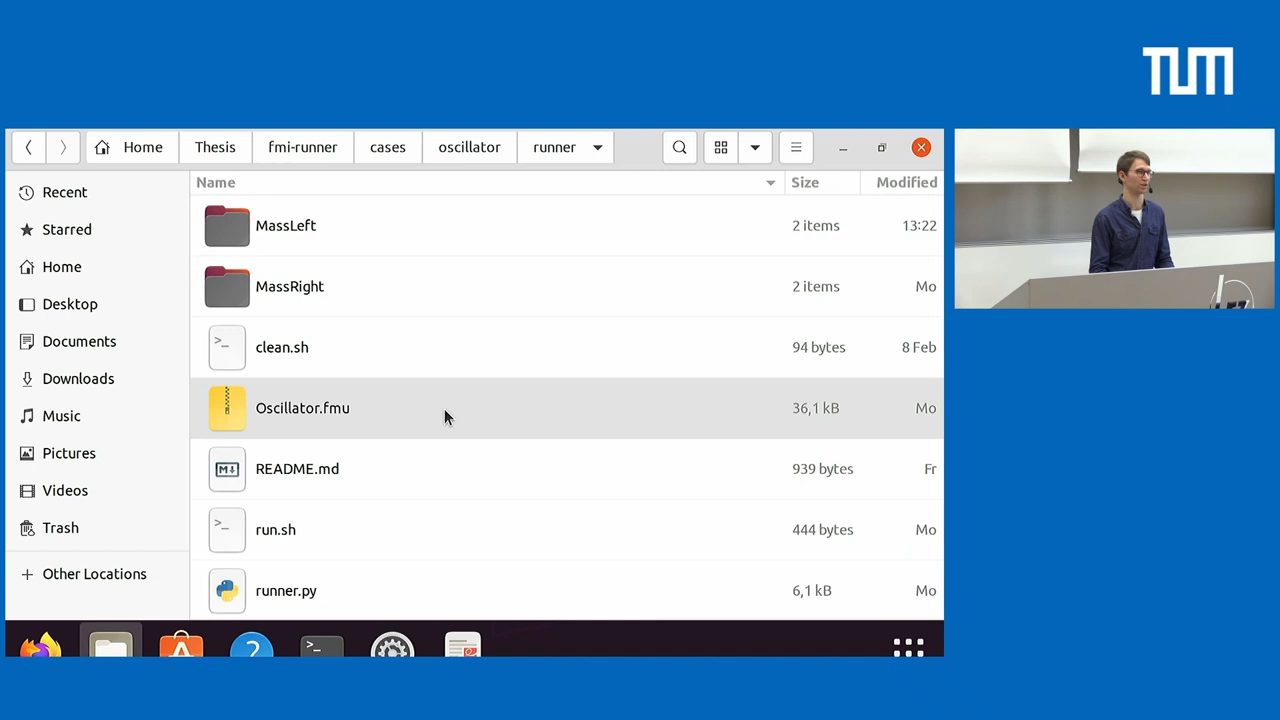 TUM
Home Thesis fmi-runner cases oscillator runner
Name Size Modified
Recent
Starred
Home
Desktop
Documents
Downloads
Music
Pictures
Videos
Trash
Other Locations
MassLeft 2 items 13:22
MassRight 2 items Mo
clean.sh 94 bytes 8 Feb
Oscillator.fmu 36,1 kB Mo
README.md 939 bytes Fr
run.sh 444 bytes Mo
runner.py 6,1 kB Mo